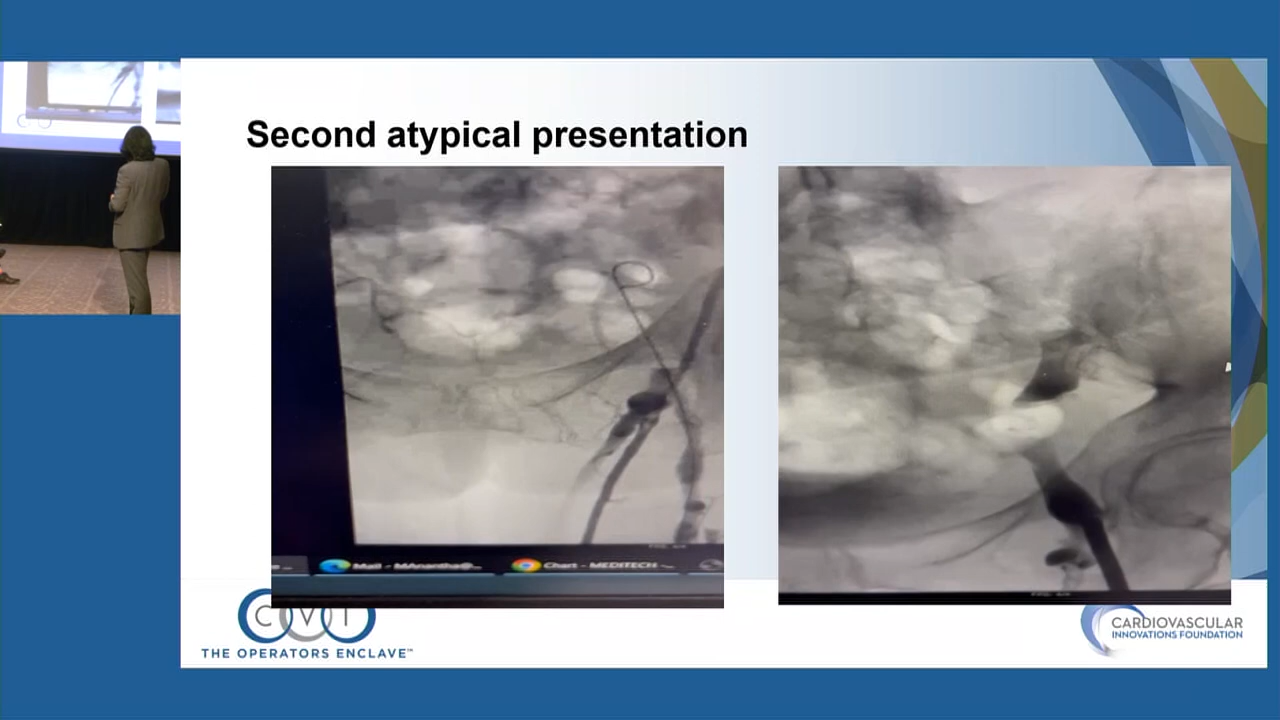 Second atypical presentation
Mail - MAnantha@...
Chart - MEDITECH -
CVI
THE OPERATORS ENCLAVE™
CARDIOVASCULAR
INNOVATIONS FOUNDATION